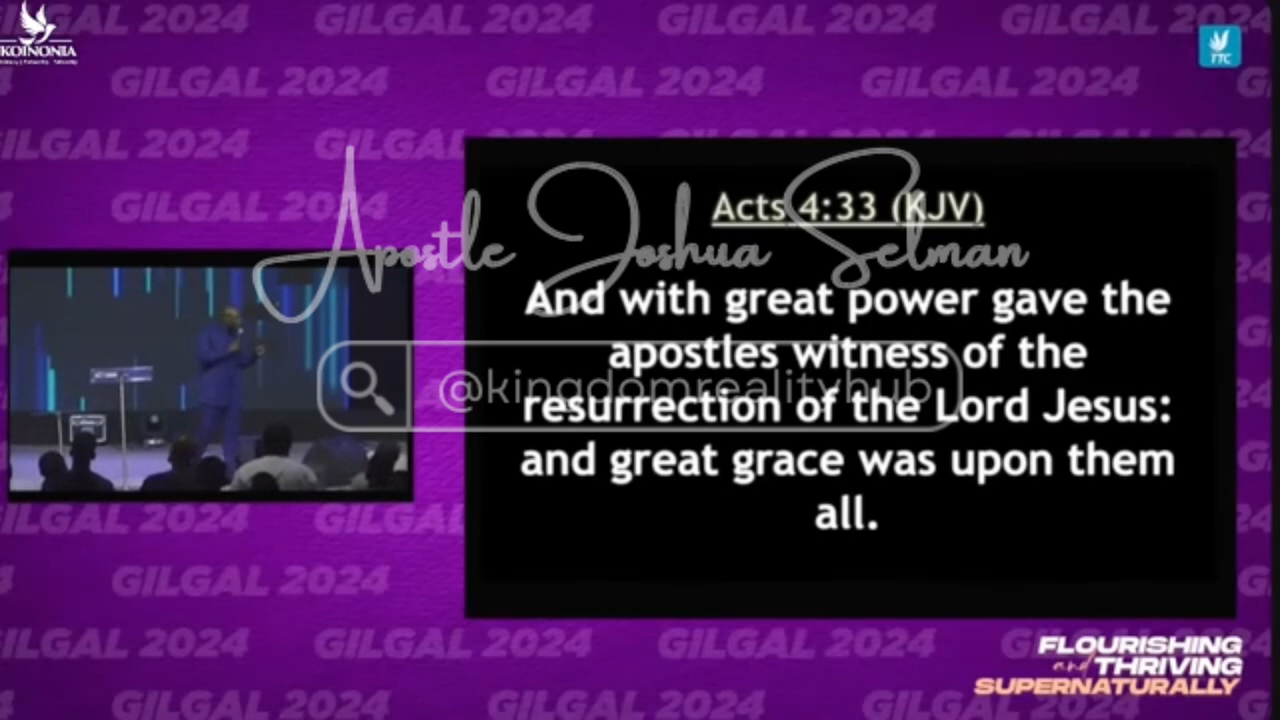 KOINONIA
GILGAL 2024
TTC
Apostle Joshua Selman
@kingdomrealityhub
Acts 4:33 (KJV)
And with great power gave the
apostles witness of the
resurrection of the Lord Jesus:
and great grace was upon them
all.
FLOURISHING
and THRIVING
SUPERNATURALLY